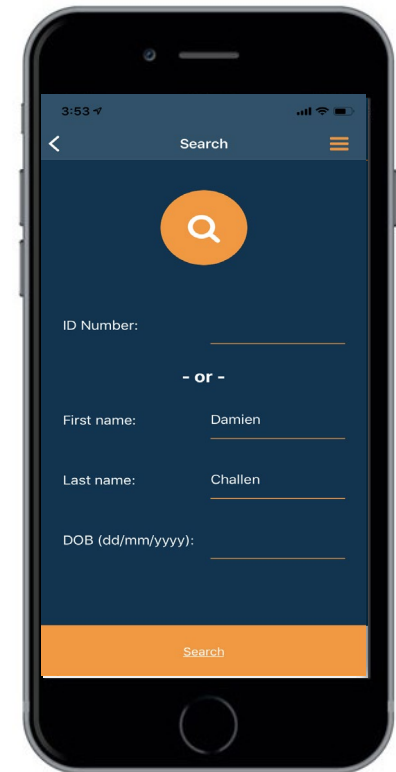 3:53
Search
ID Number:
- or -
First name: Damien
Last name: Challen
DOB (dd/mm/yyyy):
Search